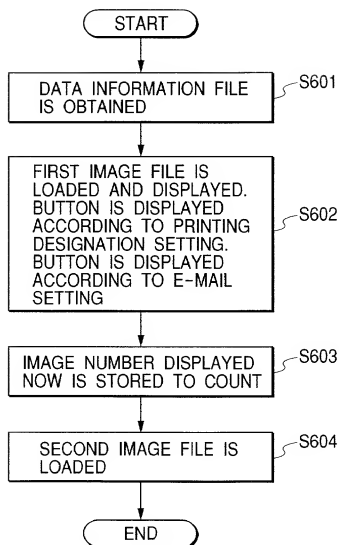 START
DATA INFORMATION FILE
IS OBTAINED
S601
FIRST IMAGE FILE IS
LOADED AND DISPLAYED.
BUTTON IS DISPLAYED
ACCORDING TO PRINTING
DESIGNATION SETTING.
BUTTON IS DISPLAYED
ACCORDING TO E-MAIL
SETTING
S602
IMAGE NUMBER DISPLAYED
NOW IS STORED TO COUNT
S603
SECOND IMAGE FILE IS
LOADED
S604
END